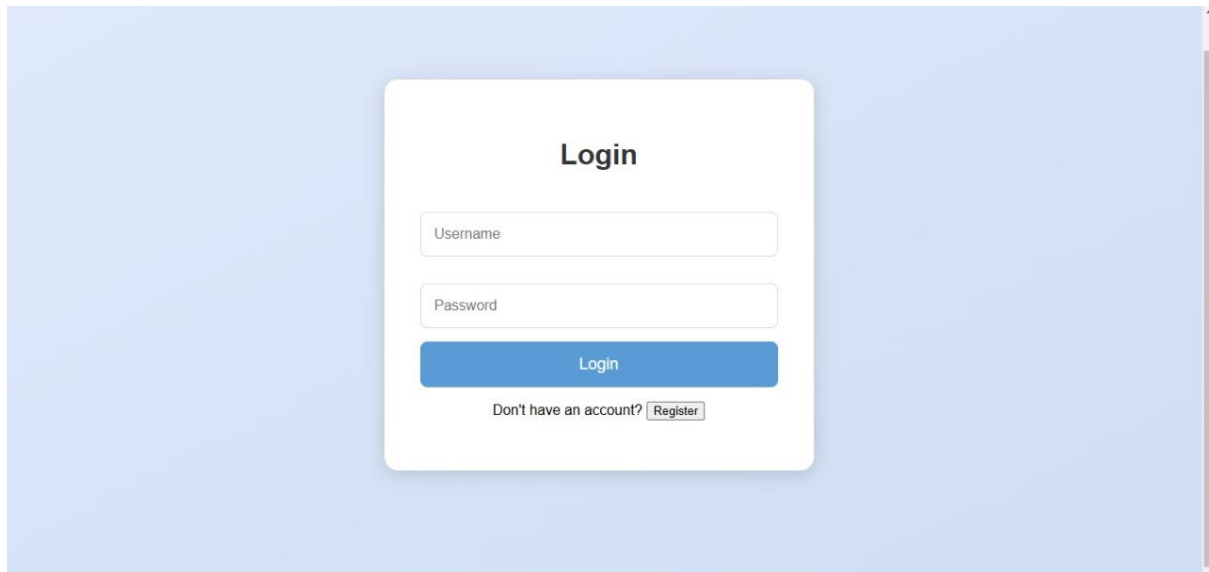 Login
Username
Password
Login
Don't have an account? Register